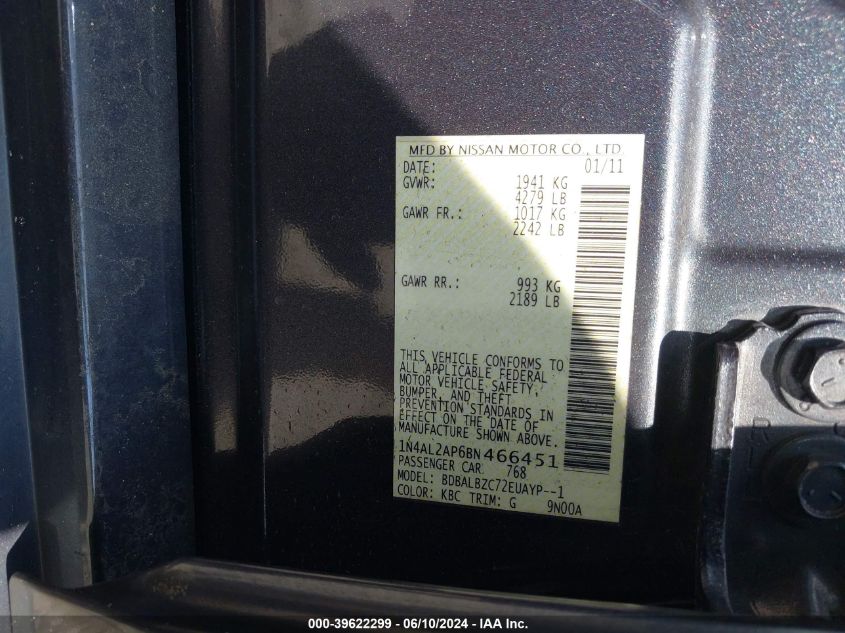 MFD BY NISSAN MOTOR CO., LTD.
DATE: 01/11
GVWR: 1941 KG
4279 LB
GAWR FR.: 1017 KG
2242 LB
GAWR RR.: 993 KG
2189 LB
THIS VEHICLE CONFORMS TO
ALL APPLICABLE FEDERAL
MOTOR VEHICLE SAFETY,
BUMPER, AND THEFT
PREVENTION STANDARDS IN
EFFECT ON THE DATE OF
MANUFACTURE SHOWN ABOVE.
1N4AL2AP6BN466451
PASSENGER CAR 768
MODEL: BDBALBZC72EUAYP--1
COLOR: KBC TRIM: G 9N00A
000-39622299 - 06/10/2024 - IAA Inc.